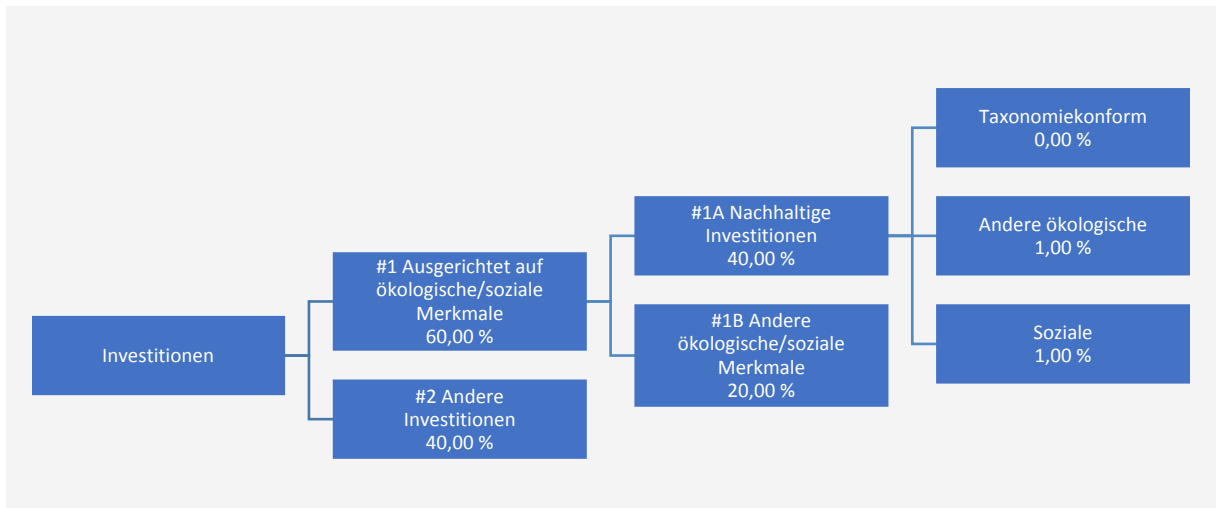 Investitionen
#1 Ausgerichtet auf
ökologische/soziale
Merkmale
60,00 %
#2 Andere
Investitionen
40,00 %
#1A Nachhaltige
Investitionen
40,00 %
#1B Andere
ökologische/soziale
Merkmale
20,00 %
Taxonomiekonform
0,00 %
Andere ökologische
1,00 %
Soziale
1,00 %